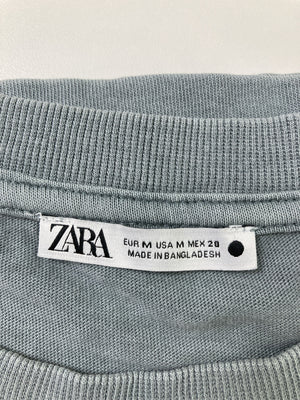 ZARA
EUR M USA M MEX 28
MADE IN BANGLADESH